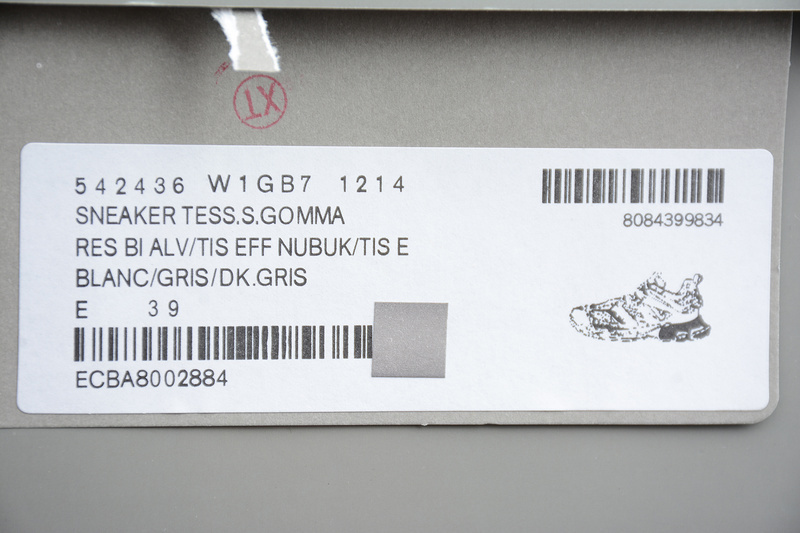 XT
542436 W1GB7 1214
SNEAKER TESS.S.GOMMA
RES BI ALV/TIS EFF NUBUK/TIS E
BLANC/GRIS/DK.GRIS
E 39
ECBA8002884
8084399834